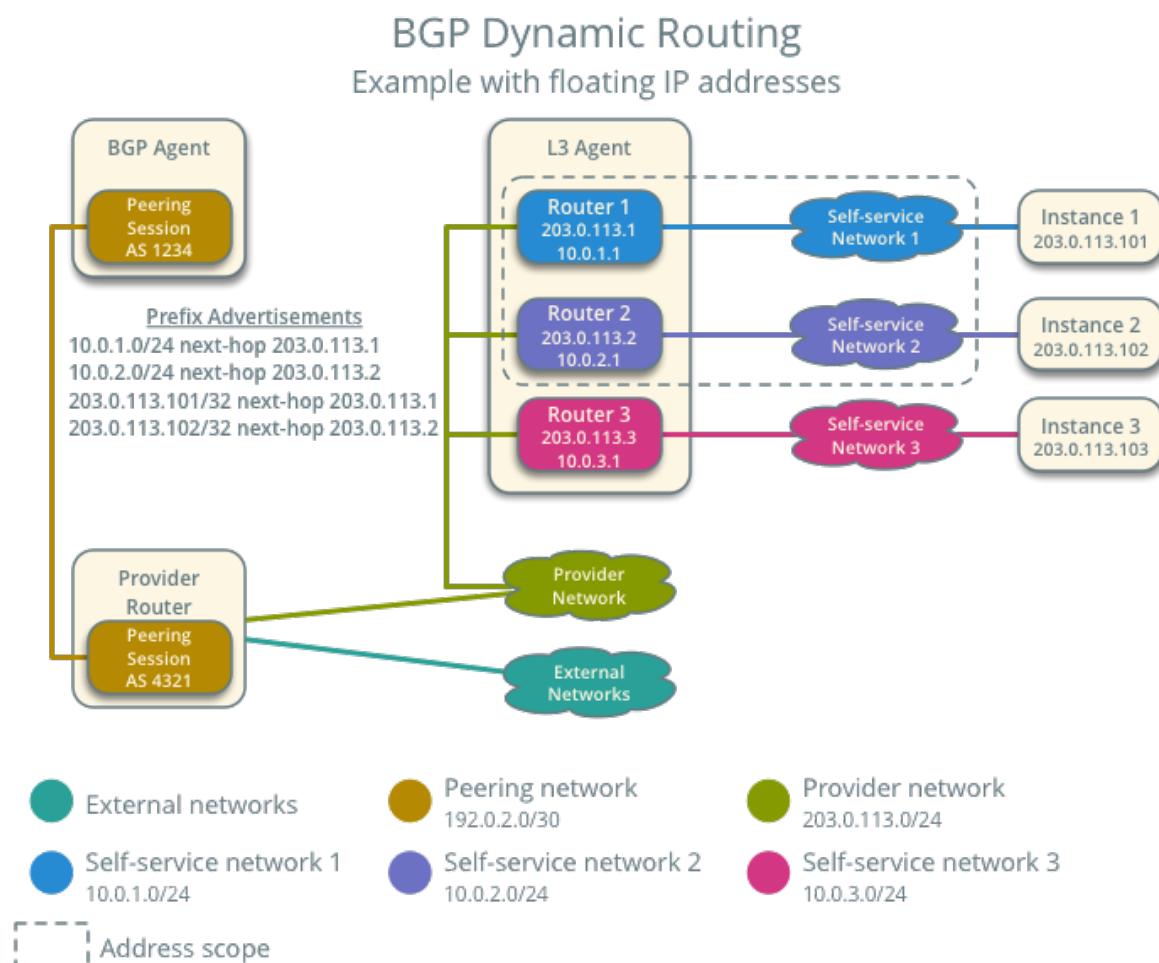 BGP Dynamic Routing
Example with floating IP addresses
BGP Agent
Peering
Session
AS 1234
L3 Agent
Router 1
203.0.113.1
10.0.1.1
Self-service
Network 1
Instance 1
203.0.113.101
Router 2
203.0.113.2
10.0.2.1
Self-service
Network 2
Instance 2
203.0.113.102
Router 3
203.0.113.3
10.0.3.1
Self-service
Network 3
Instance 3
203.0.113.103
Prefix Advertisements
10.0.1.0/24 next-hop 203.0.113.1
10.0.2.0/24 next-hop 203.0.113.2
203.0.113.101/32 next-hop 203.0.113.1
203.0.113.102/32 next-hop 203.0.113.2
Provider
Router
Peering
Session
AS 4321
Provider
Network
External
Networks
External networks
Peering network
192.0.2.0/30
Provider network
203.0.113.0/24
Self-service network 1
10.0.1.0/24
Self-service network 2
10.0.2.0/24
Self-service network 3
10.0.3.0/24
Address scope